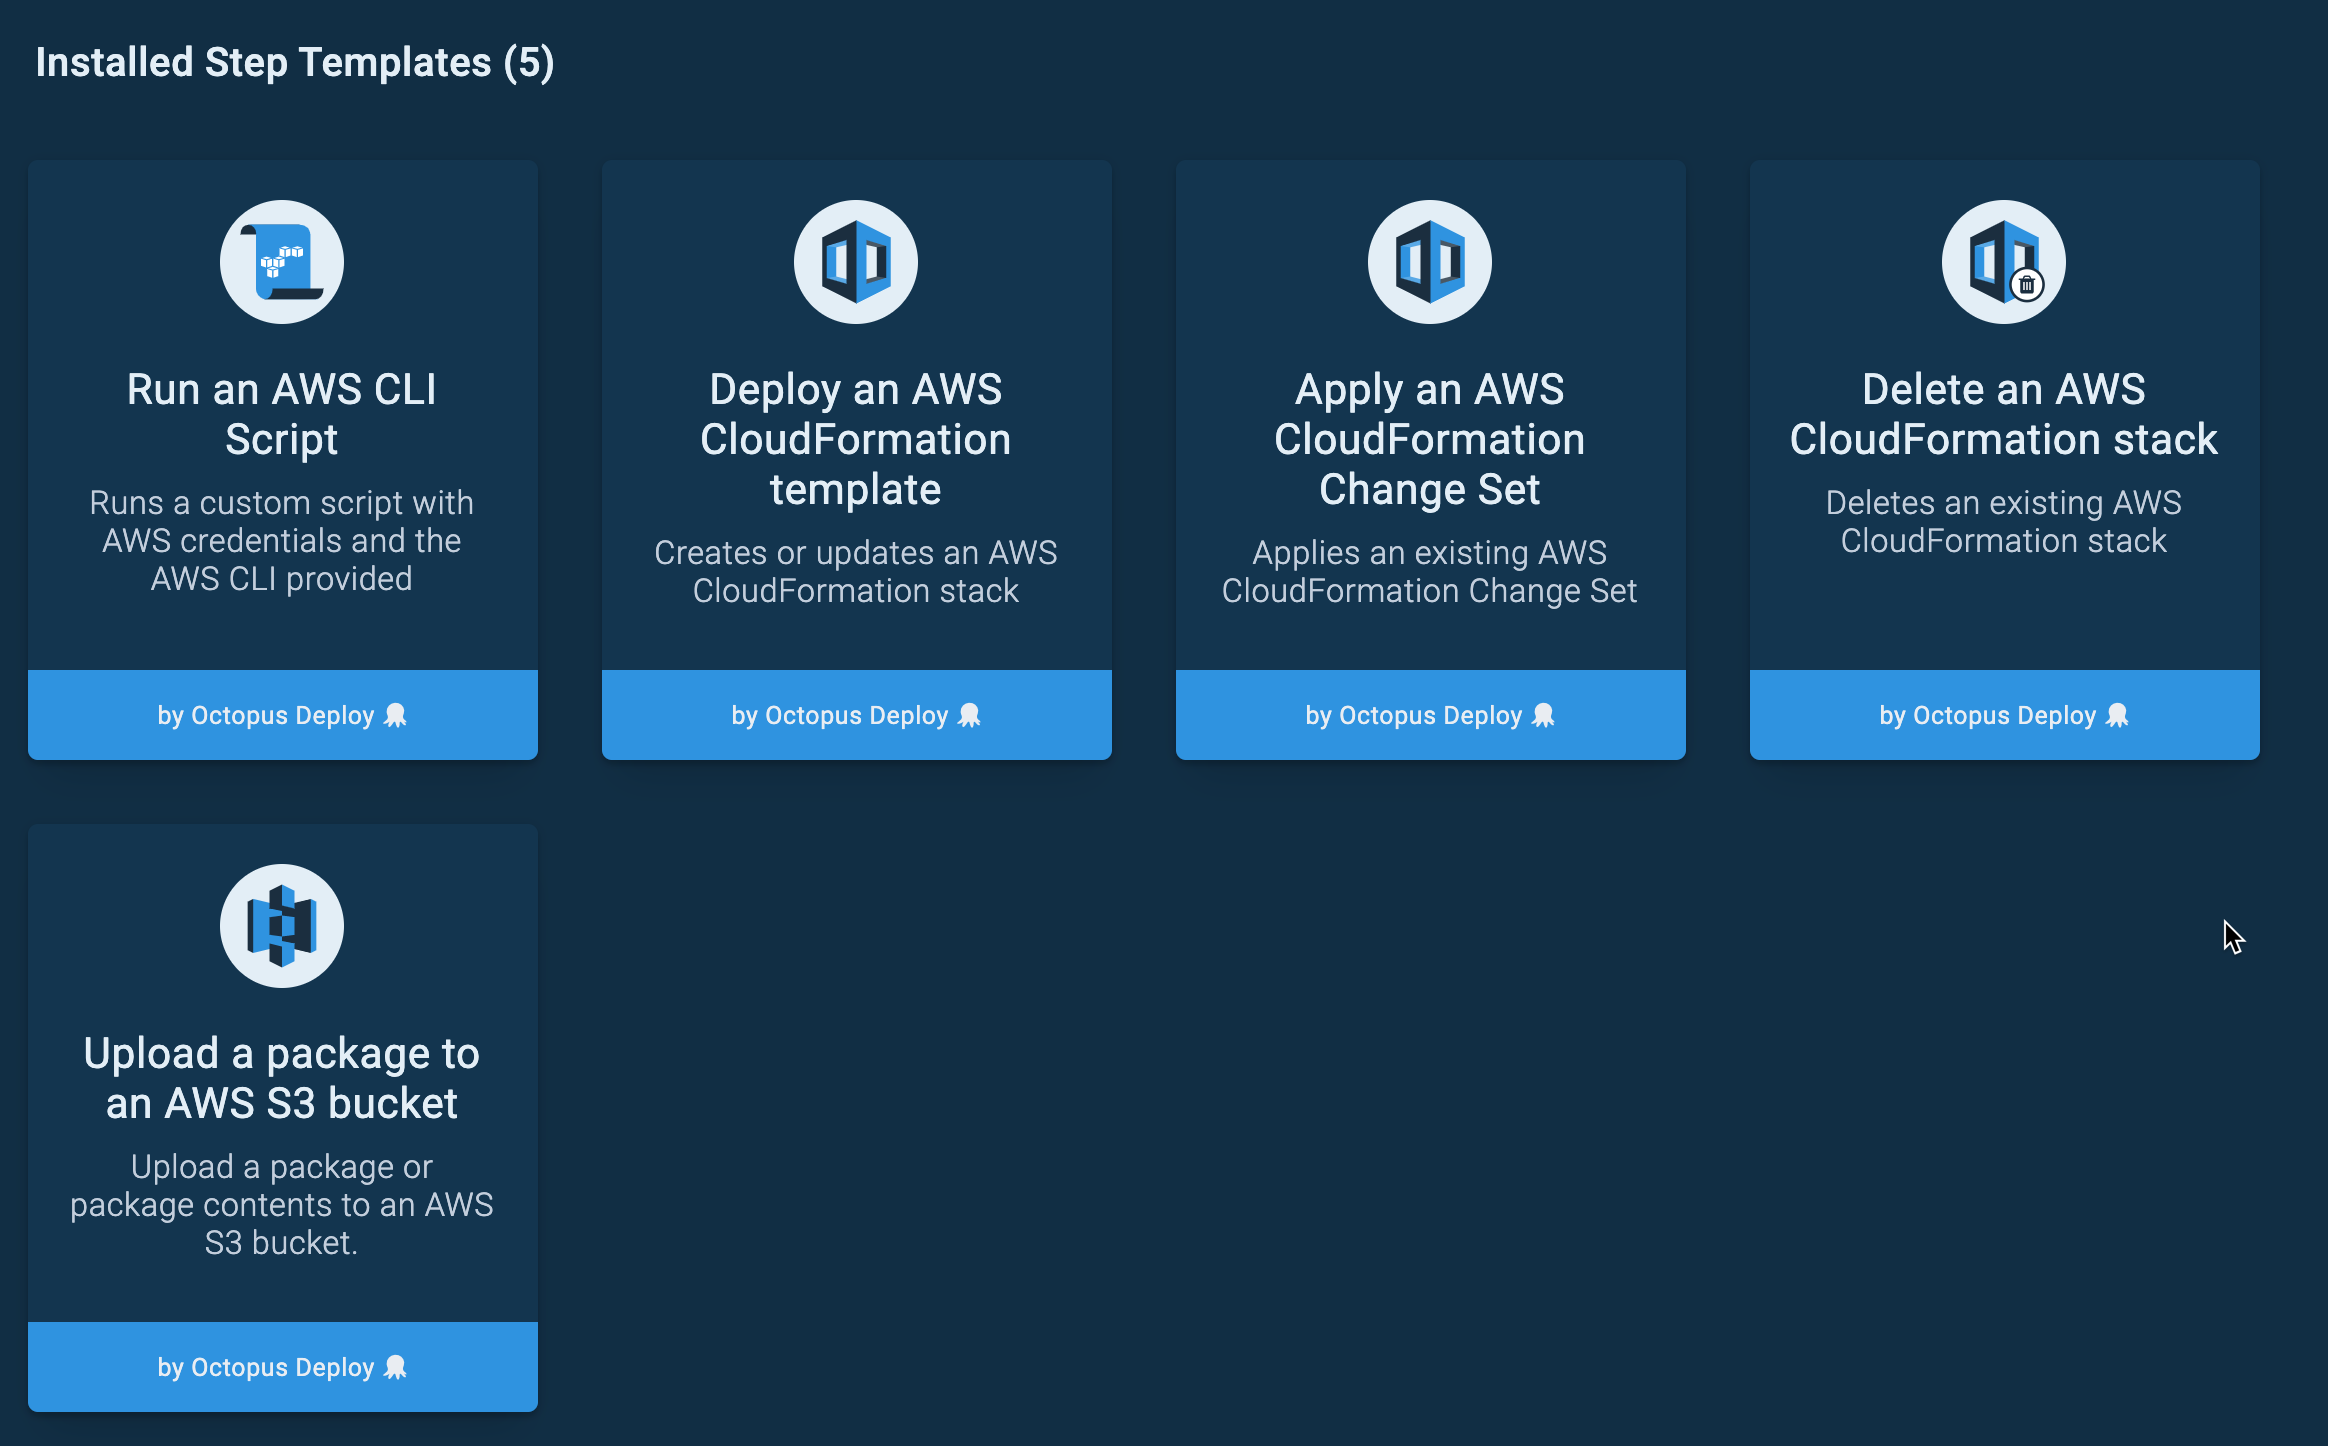 Installed Step Templates (5)
Run an AWS CLI
Script
Runs a custom script with
AWS credentials and the
AWS CLI provided
by Octopus Deploy
Deploy an AWS
CloudFormation
template
Creates or updates an AWS
CloudFormation stack
by Octopus Deploy
Apply an AWS
CloudFormation
Change Set
Applies an existing AWS
CloudFormation Change Set
by Octopus Deploy
Delete an AWS
CloudFormation stack
Deletes an existing AWS
CloudFormation stack
by Octopus Deploy
Upload a package to
an AWS S3 bucket
Upload a package or
package contents to an AWS
S3 bucket.
by Octopus Deploy